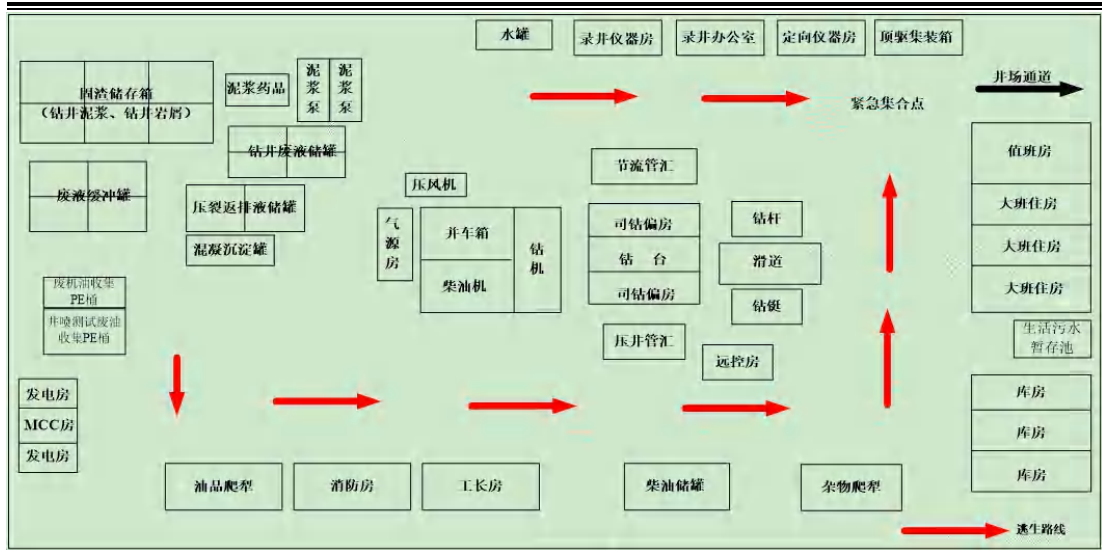 水罐
录井仪器房
录井办公室
定向仪器房
顶驱集装箱
固渣储存箱
（钻井泥浆、钻井岩屑）
泥浆药品
泥浆泵
泥浆泵
井场通道
紧急集合点
钻井废液储罐
值班房
废液缓冲罐
压裂返排液储罐
混凝沉淀罐
压风机
气源房
并车箱
柴油机
钻机
节流管汇
司钻偏房
钻 台
司钻偏房
压井管汇
钻杆
滑道
钻铤
远控房
大班住房
大班住房
大班住房
生活污水
暂存池
废机油收集
PE桶
井喷测试废油
收集PE桶
发电房
MCC房
发电房
库房
库房
库房
油品爬犁
消防房
工长房
柴油储罐
杂物爬犁
逃生路线